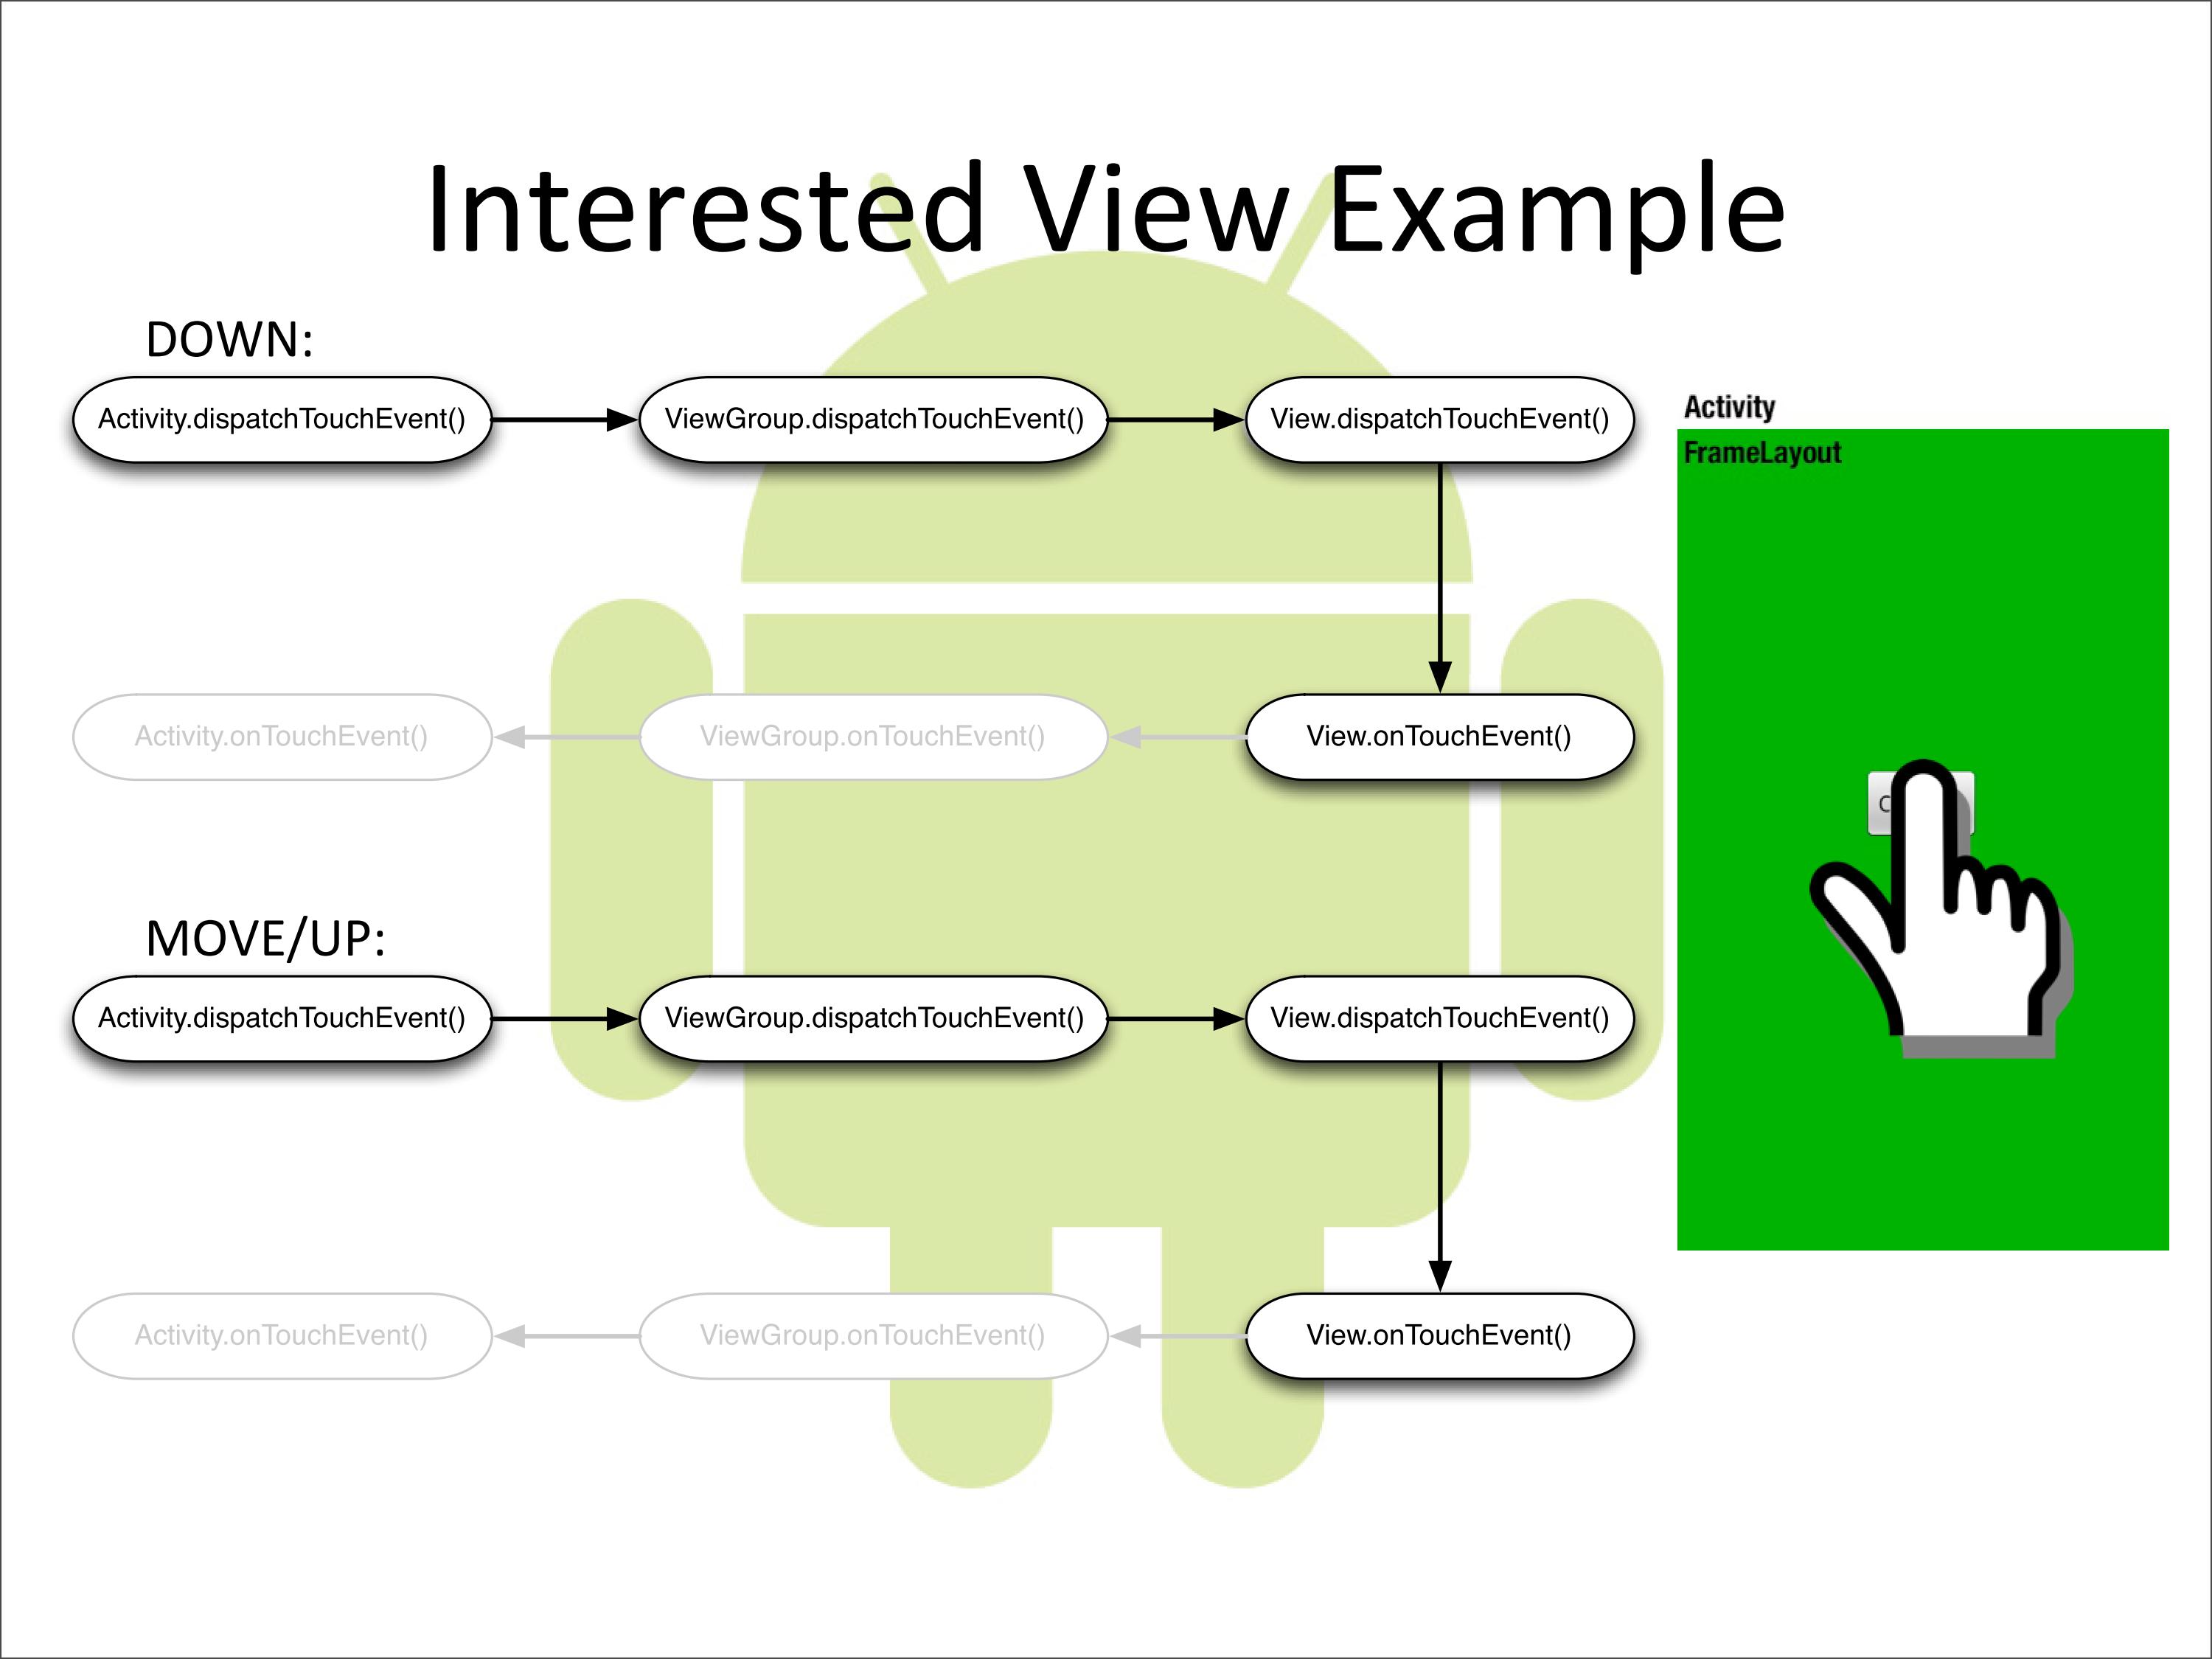 Interested View Example
DOWN:
Activity.dispatchTouchEvent()
ViewGroup.dispatchTouchEvent()
View.dispatchTouchEvent()
Activity.onTouchEvent()
ViewGroup.onTouchEvent()
View.onTouchEvent()
MOVE/UP:
Activity.dispatchTouchEvent()
ViewGroup.dispatchTouchEvent()
View.dispatchTouchEvent()
Activity.onTouchEvent()
ViewGroup.onTouchEvent()
View.onTouchEvent()
Activity
FrameLayout